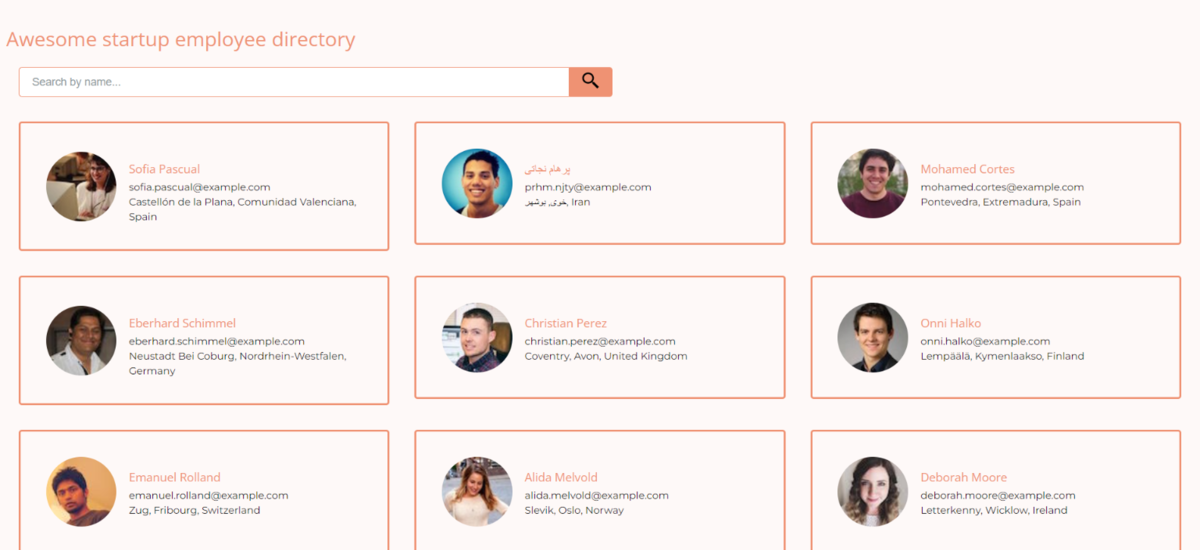 Awesome startup employee directory
Search by name...
Sofia Pascual
sofia.pascual@example.com
Castellón de la Plana, Comunidad Valenciana,
Spain
پرهام نجاتی
prhm.njty@example.com
خوی, بوشهر, Iran
Mohamed Cortes
mohamed.cortes@example.com
Pontevedra, Extremadura, Spain
Eberhard Schimmel
eberhard.schimmel@example.com
Neustadt Bei Coburg, Nordrhein-Westfalen,
Germany
Christian Perez
christian.perez@example.com
Coventry, Avon, United Kingdom
Onni Halko
onni.halko@example.com
Lempäälä, Kymenlaakso, Finland
Emanuel Rolland
emanuel.rolland@example.com
Zug, Fribourg, Switzerland
Alida Melvold
alida.melvold@example.com
Slevik, Oslo, Norway
Deborah Moore
deborah.moore@example.com
Letterkenny, Wicklow, Ireland